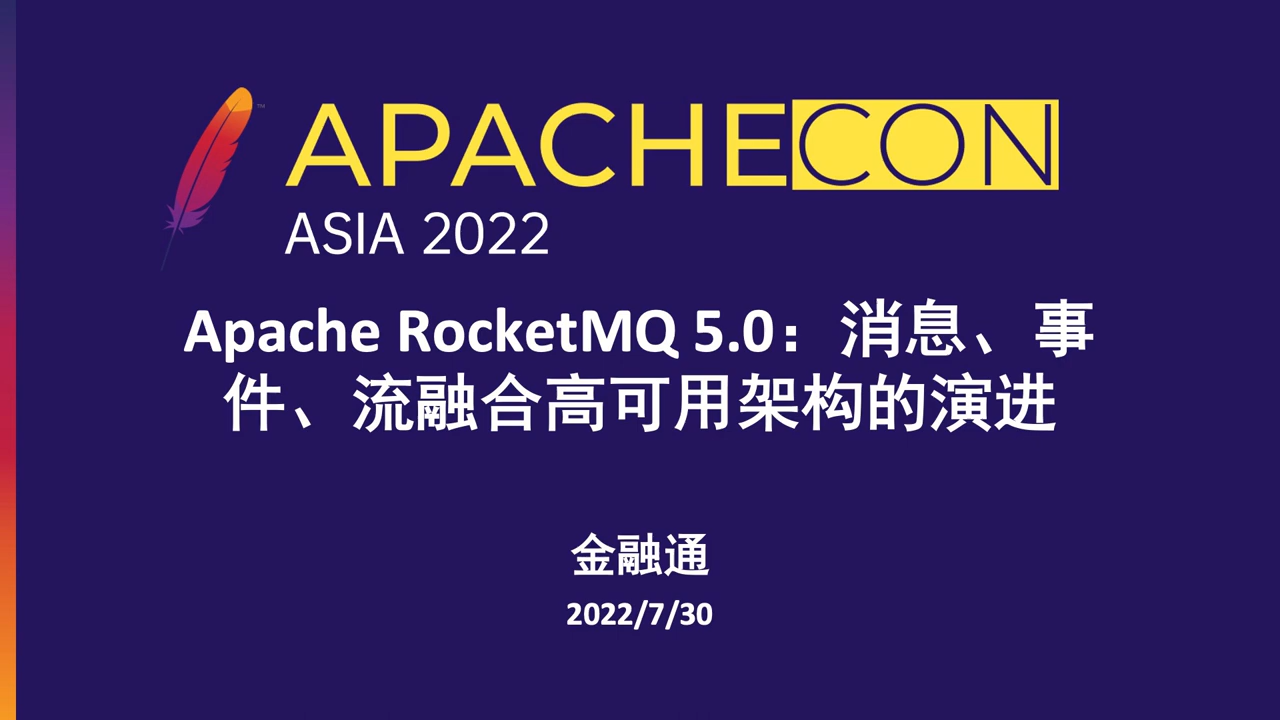 APACHECON
ASIA 2022
Apache RocketMQ 5.0：消息、事
件、流融合高可用架构的演进
金融通
2022/7/30